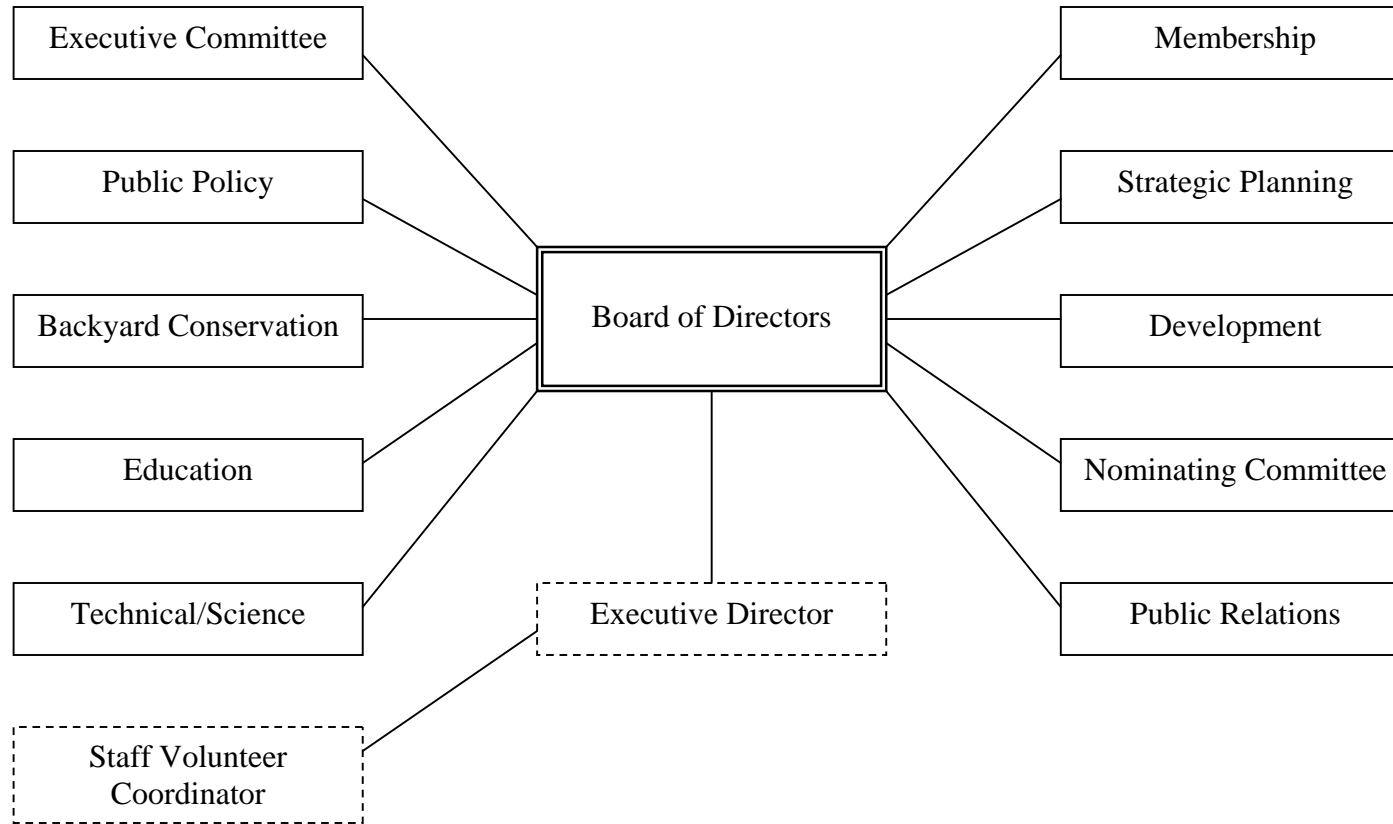 Executive Committee
Membership
Public Policy
Strategic Planning
Backyard Conservation
Board of Directors
Development
Education
Nominating Committee
Technical/Science
Executive Director
Public Relations
Staff Volunteer
Coordinator